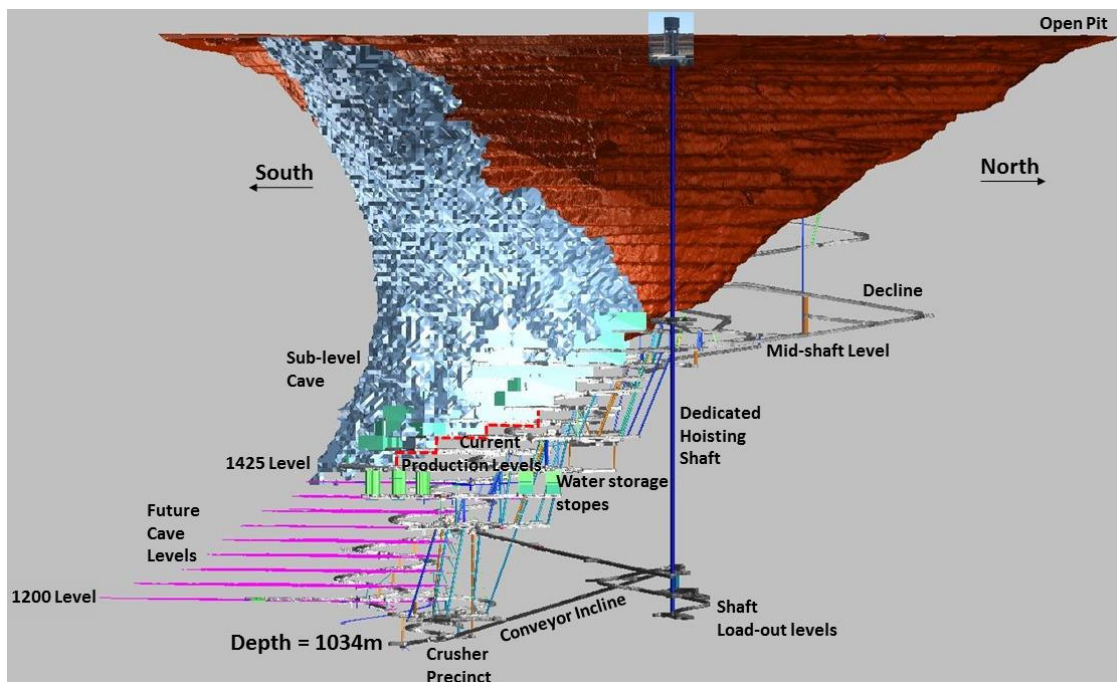 Open Pit
South
North
Decline
Mid-shaft Level
Sub-level
Cave
Dedicated
Hoisting
Shaft
Current
Production Levels
1425 Level
Water storage
stopes
Future
Cave
Levels
1200 Level
Conveyor Incline
Shaft
Load-out levels
Depth = 1034m
Crusher
Precinct